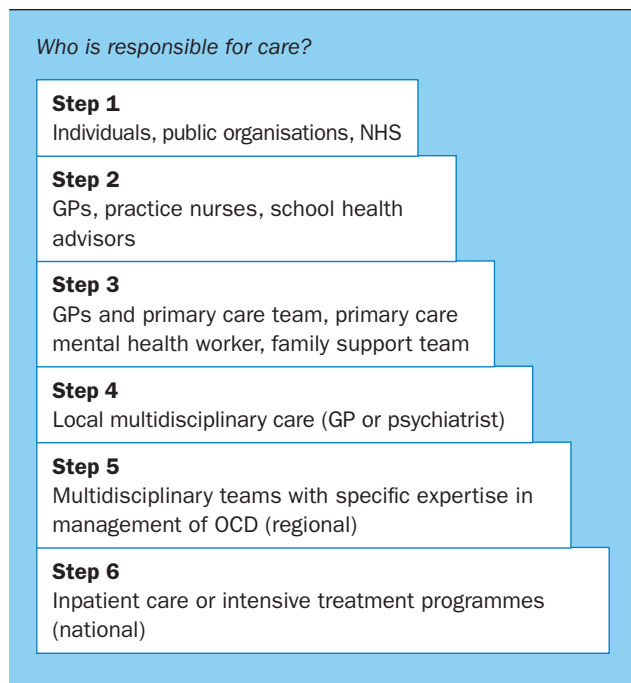 Who is responsible for care?
Step 1
Individuals, public organisations, NHS
Step 2
GPs, practice nurses, school health
advisors
Step 3
GPs and primary care team, primary care
mental health worker, family support team
Step 4
Local multidisciplinary care (GP or psychiatrist)
Step 5
Multidisciplinary teams with specific expertise in
management of OCD (regional)
Step 6
Inpatient care or intensive treatment programmes
(national)